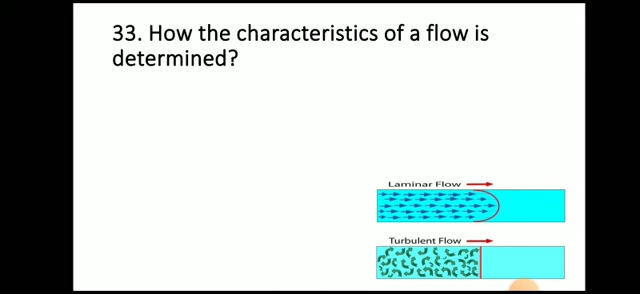 33. How the characteristics of a flow is
determined?
Laminar Flow
Turbulent Flow